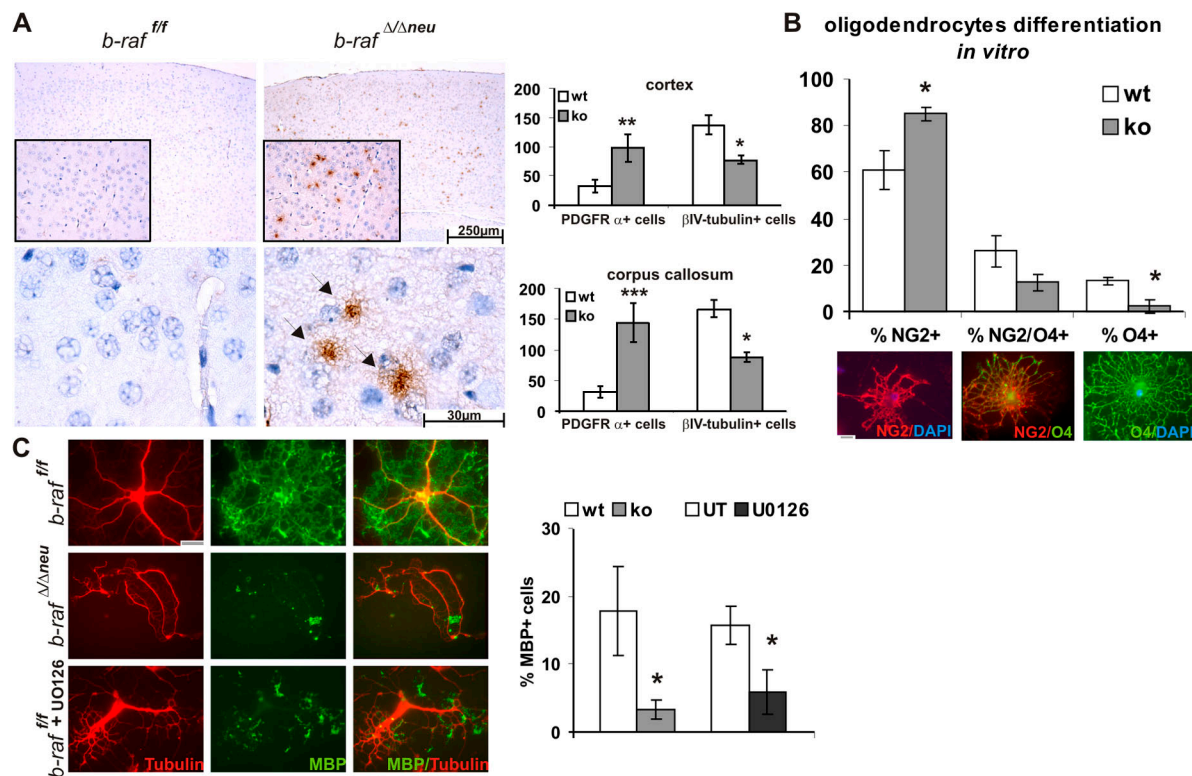 A
b-raf f/f
b-raf Δ/Δneu
250µm
30µm
cortex
wt
ko
200
150
100
50
0
**
*
PDGFR α+ cells
βIV-tubulin+ cells
corpus callosum
wt
ko
200
150
100
50
0
***
*
PDGFR α+ cells
βIV-tubulin+ cells
B
oligodendrocytes differentiation
in vitro
100
80
60
40
20
0
wt
ko
*
*
% NG2+
% NG2/O4+
% O4+
NG2/DAPI
NG2/O4
O4/DAPI
C
b-raf f/f
b-raf Δ/Δneu
b-raf f/f + UO126
Tubulin
MBP
MBP/Tubulin
wt
ko
UT
U0126
% MBP+ cells
30
20
10
0
*
*